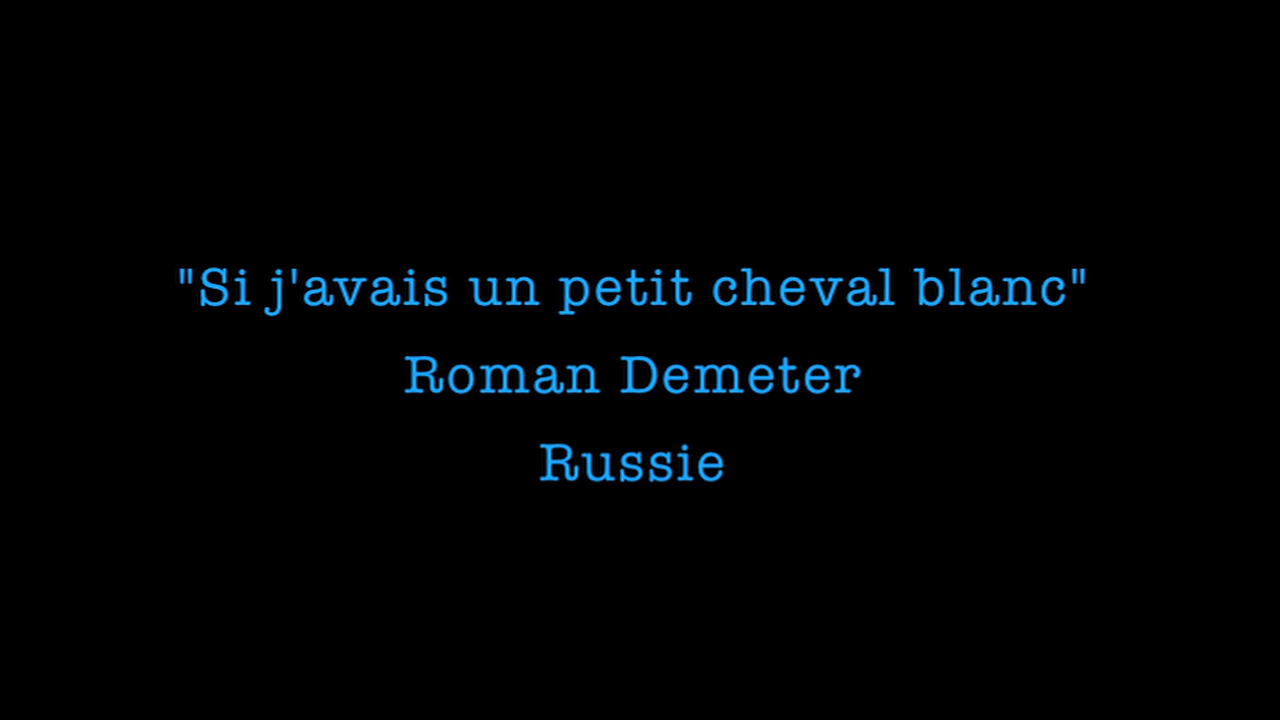 "Si j'avais un petit cheval blanc"
Roman Demeter
Russie